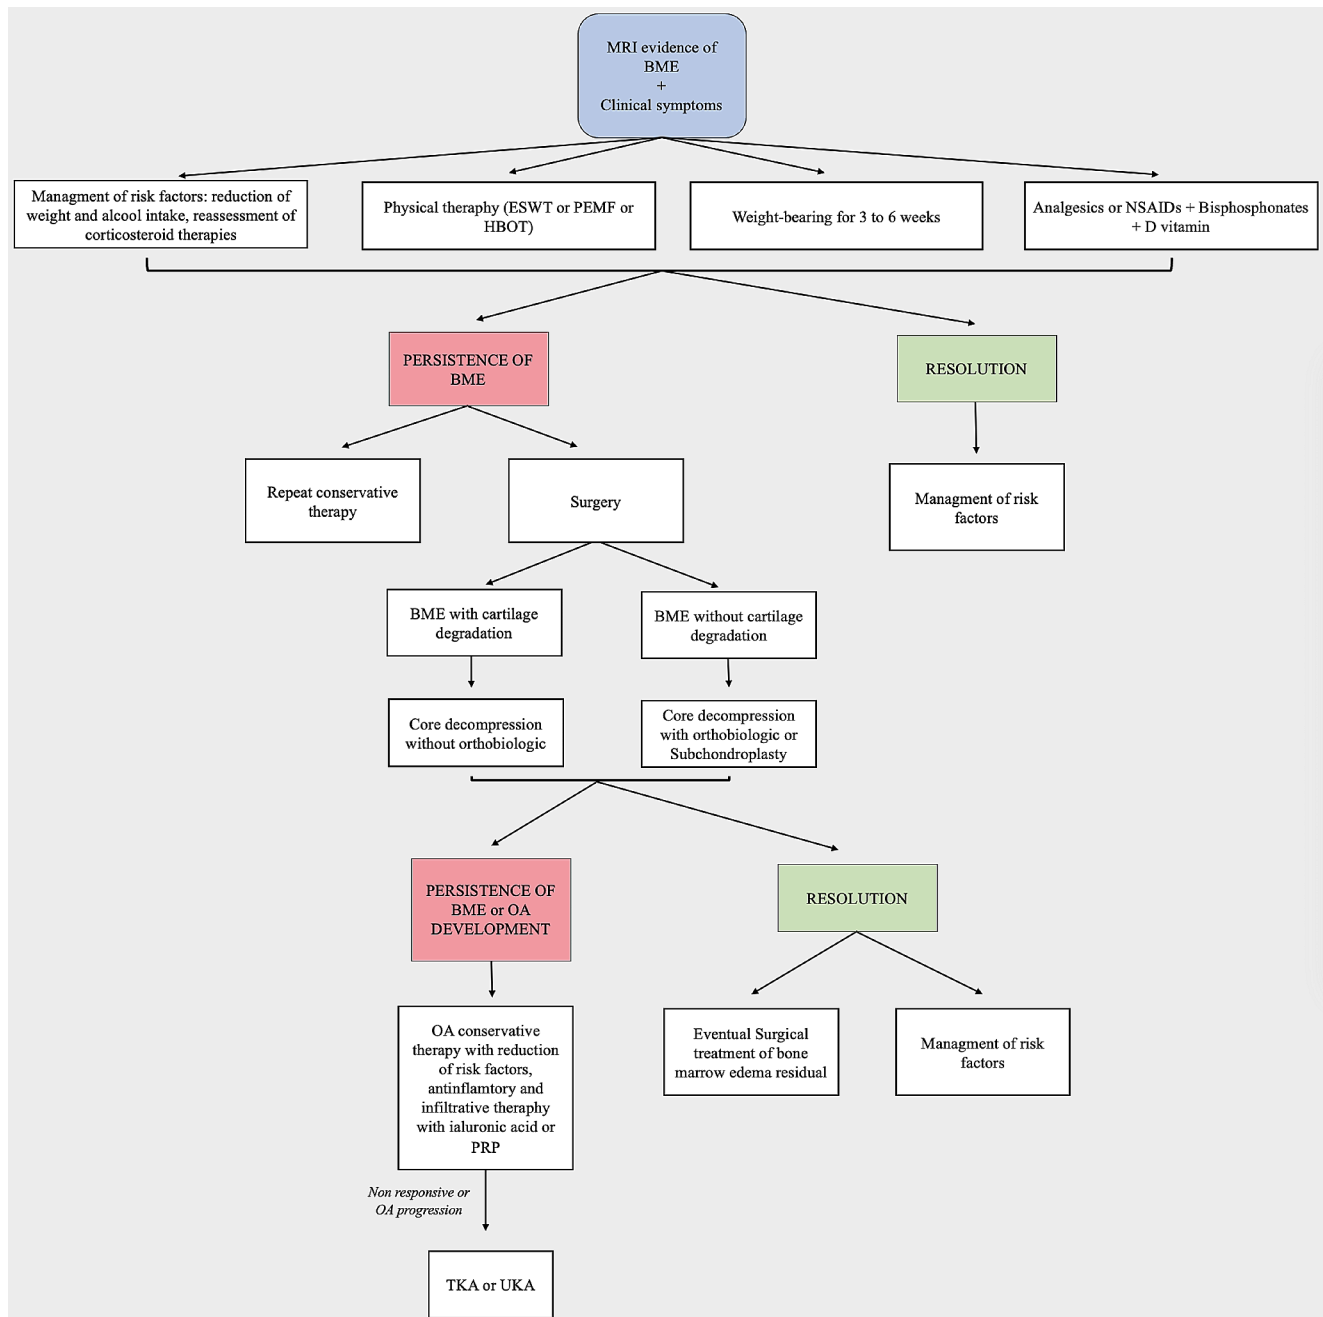 MRI evidence of
BME
+
Clinical symptoms
Managment of risk factors: reduction of
weight and alcool intake, reassessment of
corticosteroid therapies
Physical theraphy (ESWT or PEMF or
HBOT)
Weight-bearing for 3 to 6 weeks
Analgesics or NSAIDs + Bisphosphonates
+ D vitamin
PERSISTENCE OF
BME
RESOLUTION
Repeat conservative
therapy
Surgery
Managment of risk
factors
BME with cartilage
degradation
BME without cartilage
degradation
Core decompression
without orthobiologic
Core decompression
with orthobiologic or
Subchondroplasty
PERSISTENCE OF
BME or OA
DEVELOPMENT
RESOLUTION
OA conservative
therapy with reduction
of risk factors,
antinflamtory and
infiltrative theraphy
with ialuronic acid or
PRP
Eventual Surgical
treatment of bone
marrow edema residual
Managment of risk
factors
Non responsive or
OA progression
TKA or UKA